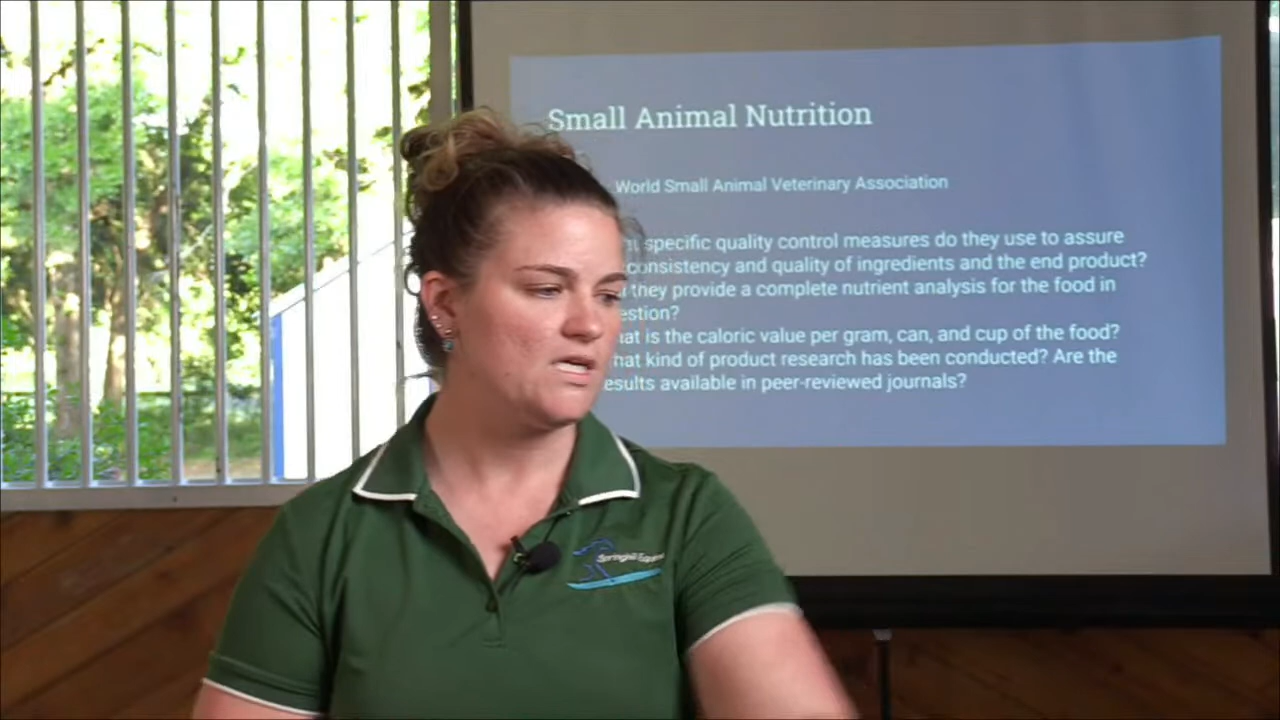 Small Animal Nutrition
World Small Animal Veterinary Association
specific quality control measures do they use to assure
consistency and quality of ingredients and the end product?
they provide a complete nutrient analysis for the food in
estion?
at is the caloric value per gram, can, and cup of the food?
hat kind of product research has been conducted? Are the
esults available in peer-reviewed journals?
Springhill Equine